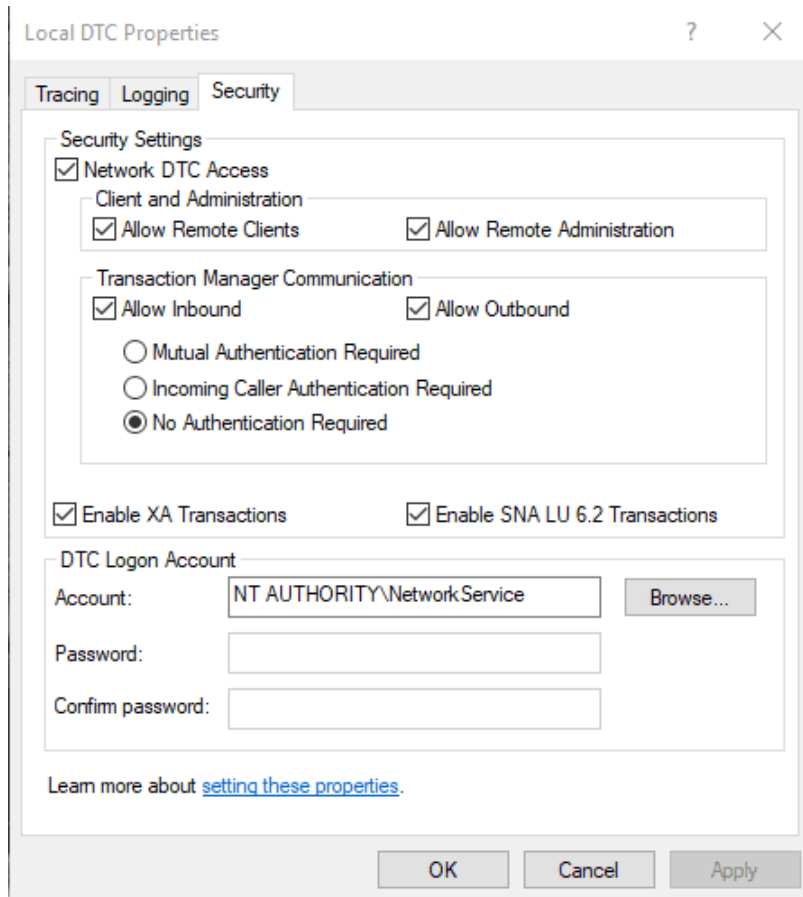 Local DTC Properties ? ×
Tracing Logging Security
Security Settings
Network DTC Access
Client and Administration
Allow Remote Clients Allow Remote Administration
Transaction Manager Communication
Allow Inbound Allow Outbound
Mutual Authentication Required
Incoming Caller Authentication Required
No Authentication Required
Enable XA Transactions Enable SNA LU 6.2 Transactions
DTC Logon Account
Account: NT AUTHORITY\NetworkService Browse...
Password:
Confirm password:
Learn more about setting these properties.
OK Cancel Apply